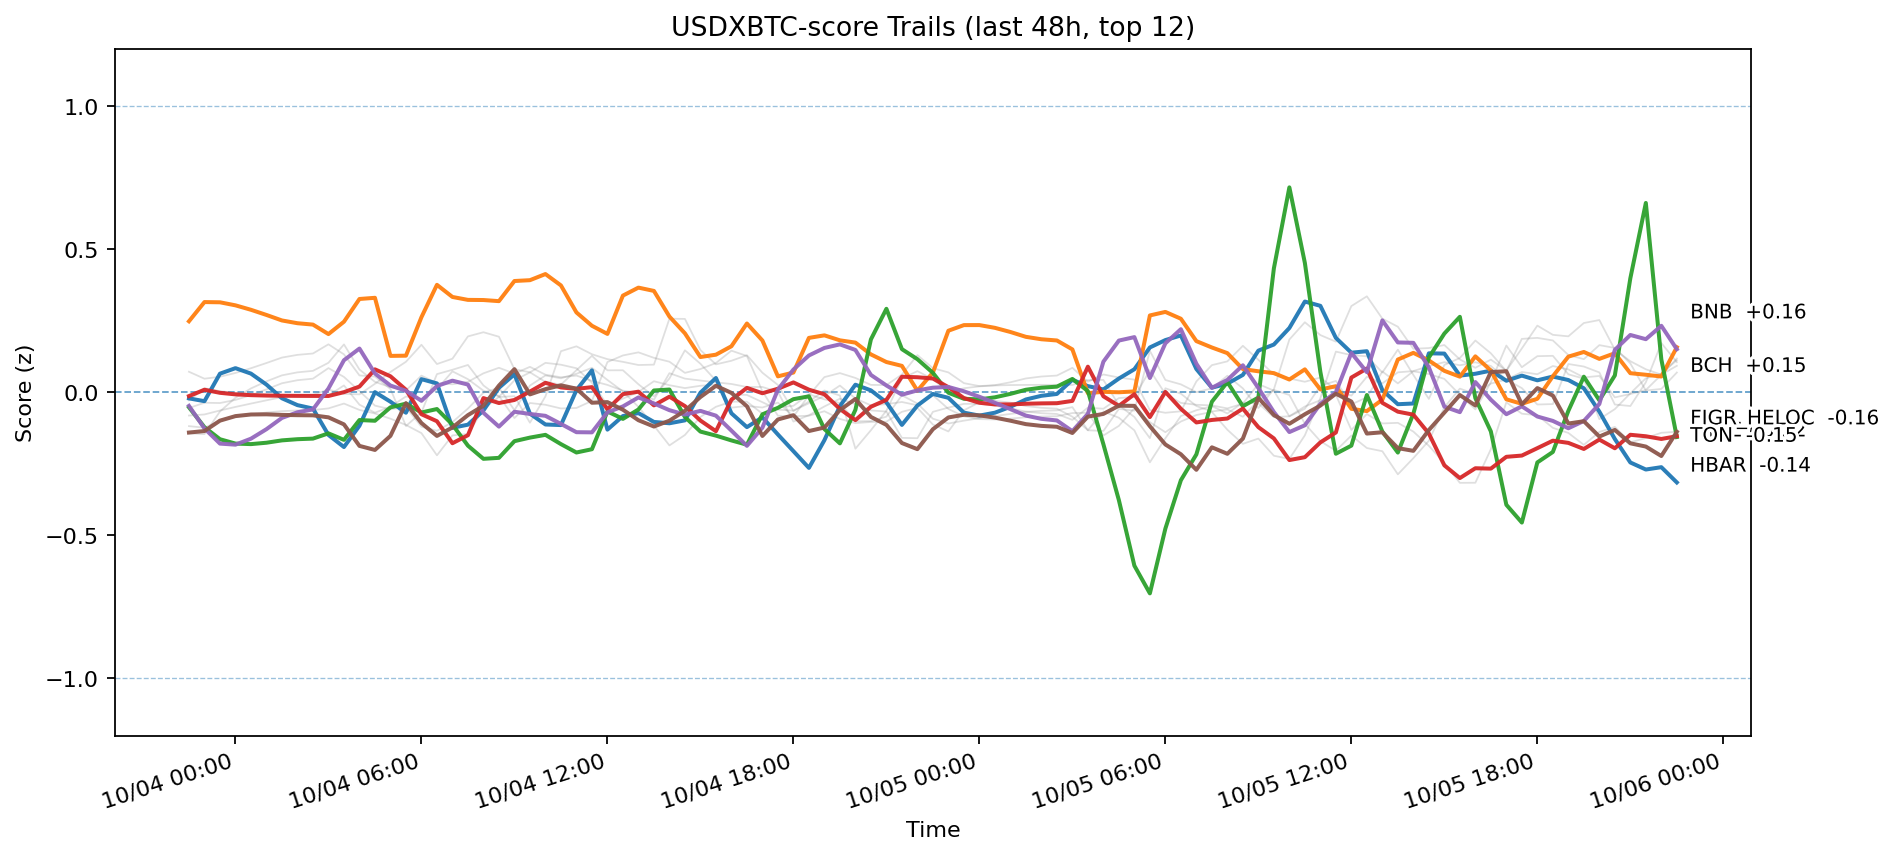 USDXBTC-score Trails (last 48h, top 12)
Score (z)
1.0
0.5
0.0
−0.5
−1.0
BNB +0.16
BCH +0.15
FIGR_HELOC -0.16
TON -0.15
HBAR -0.14
10/04 00:00
10/04 06:00
10/04 12:00
10/04 18:00
10/05 00:00
10/05 06:00
10/05 12:00
10/05 18:00
10/06 00:00
Time